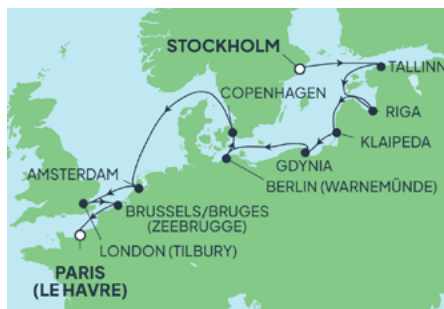 STOCKHOLM
TALLINN
COPENHAGEN
RIGA
KLAIPEDA
AMSTERDAM
GDYNIA
BERLIN (WARNEMÜNDE)
BRUSSELS/BRUGES
(ZEEBRUGGE)
LONDON (TILBURY)
PARIS
(LE HAVRE)